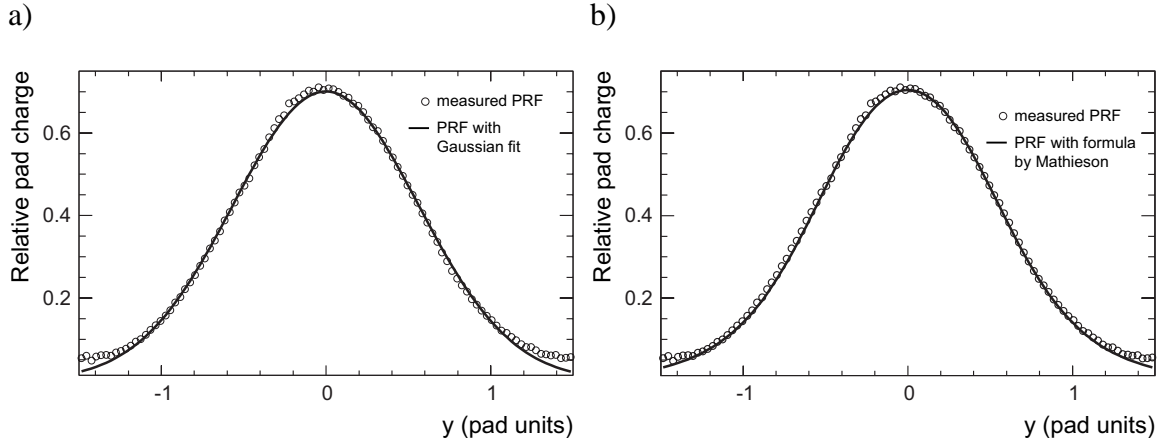 a)
Relative pad charge
0.6
0.4
0.2
measured PRF
PRF with
Gaussian fit
-1
0
1
y (pad units)
b)
Relative pad charge
0.6
0.4
0.2
measured PRF
PRF with formula
by Mathieson
-1
0
1
y (pad units)